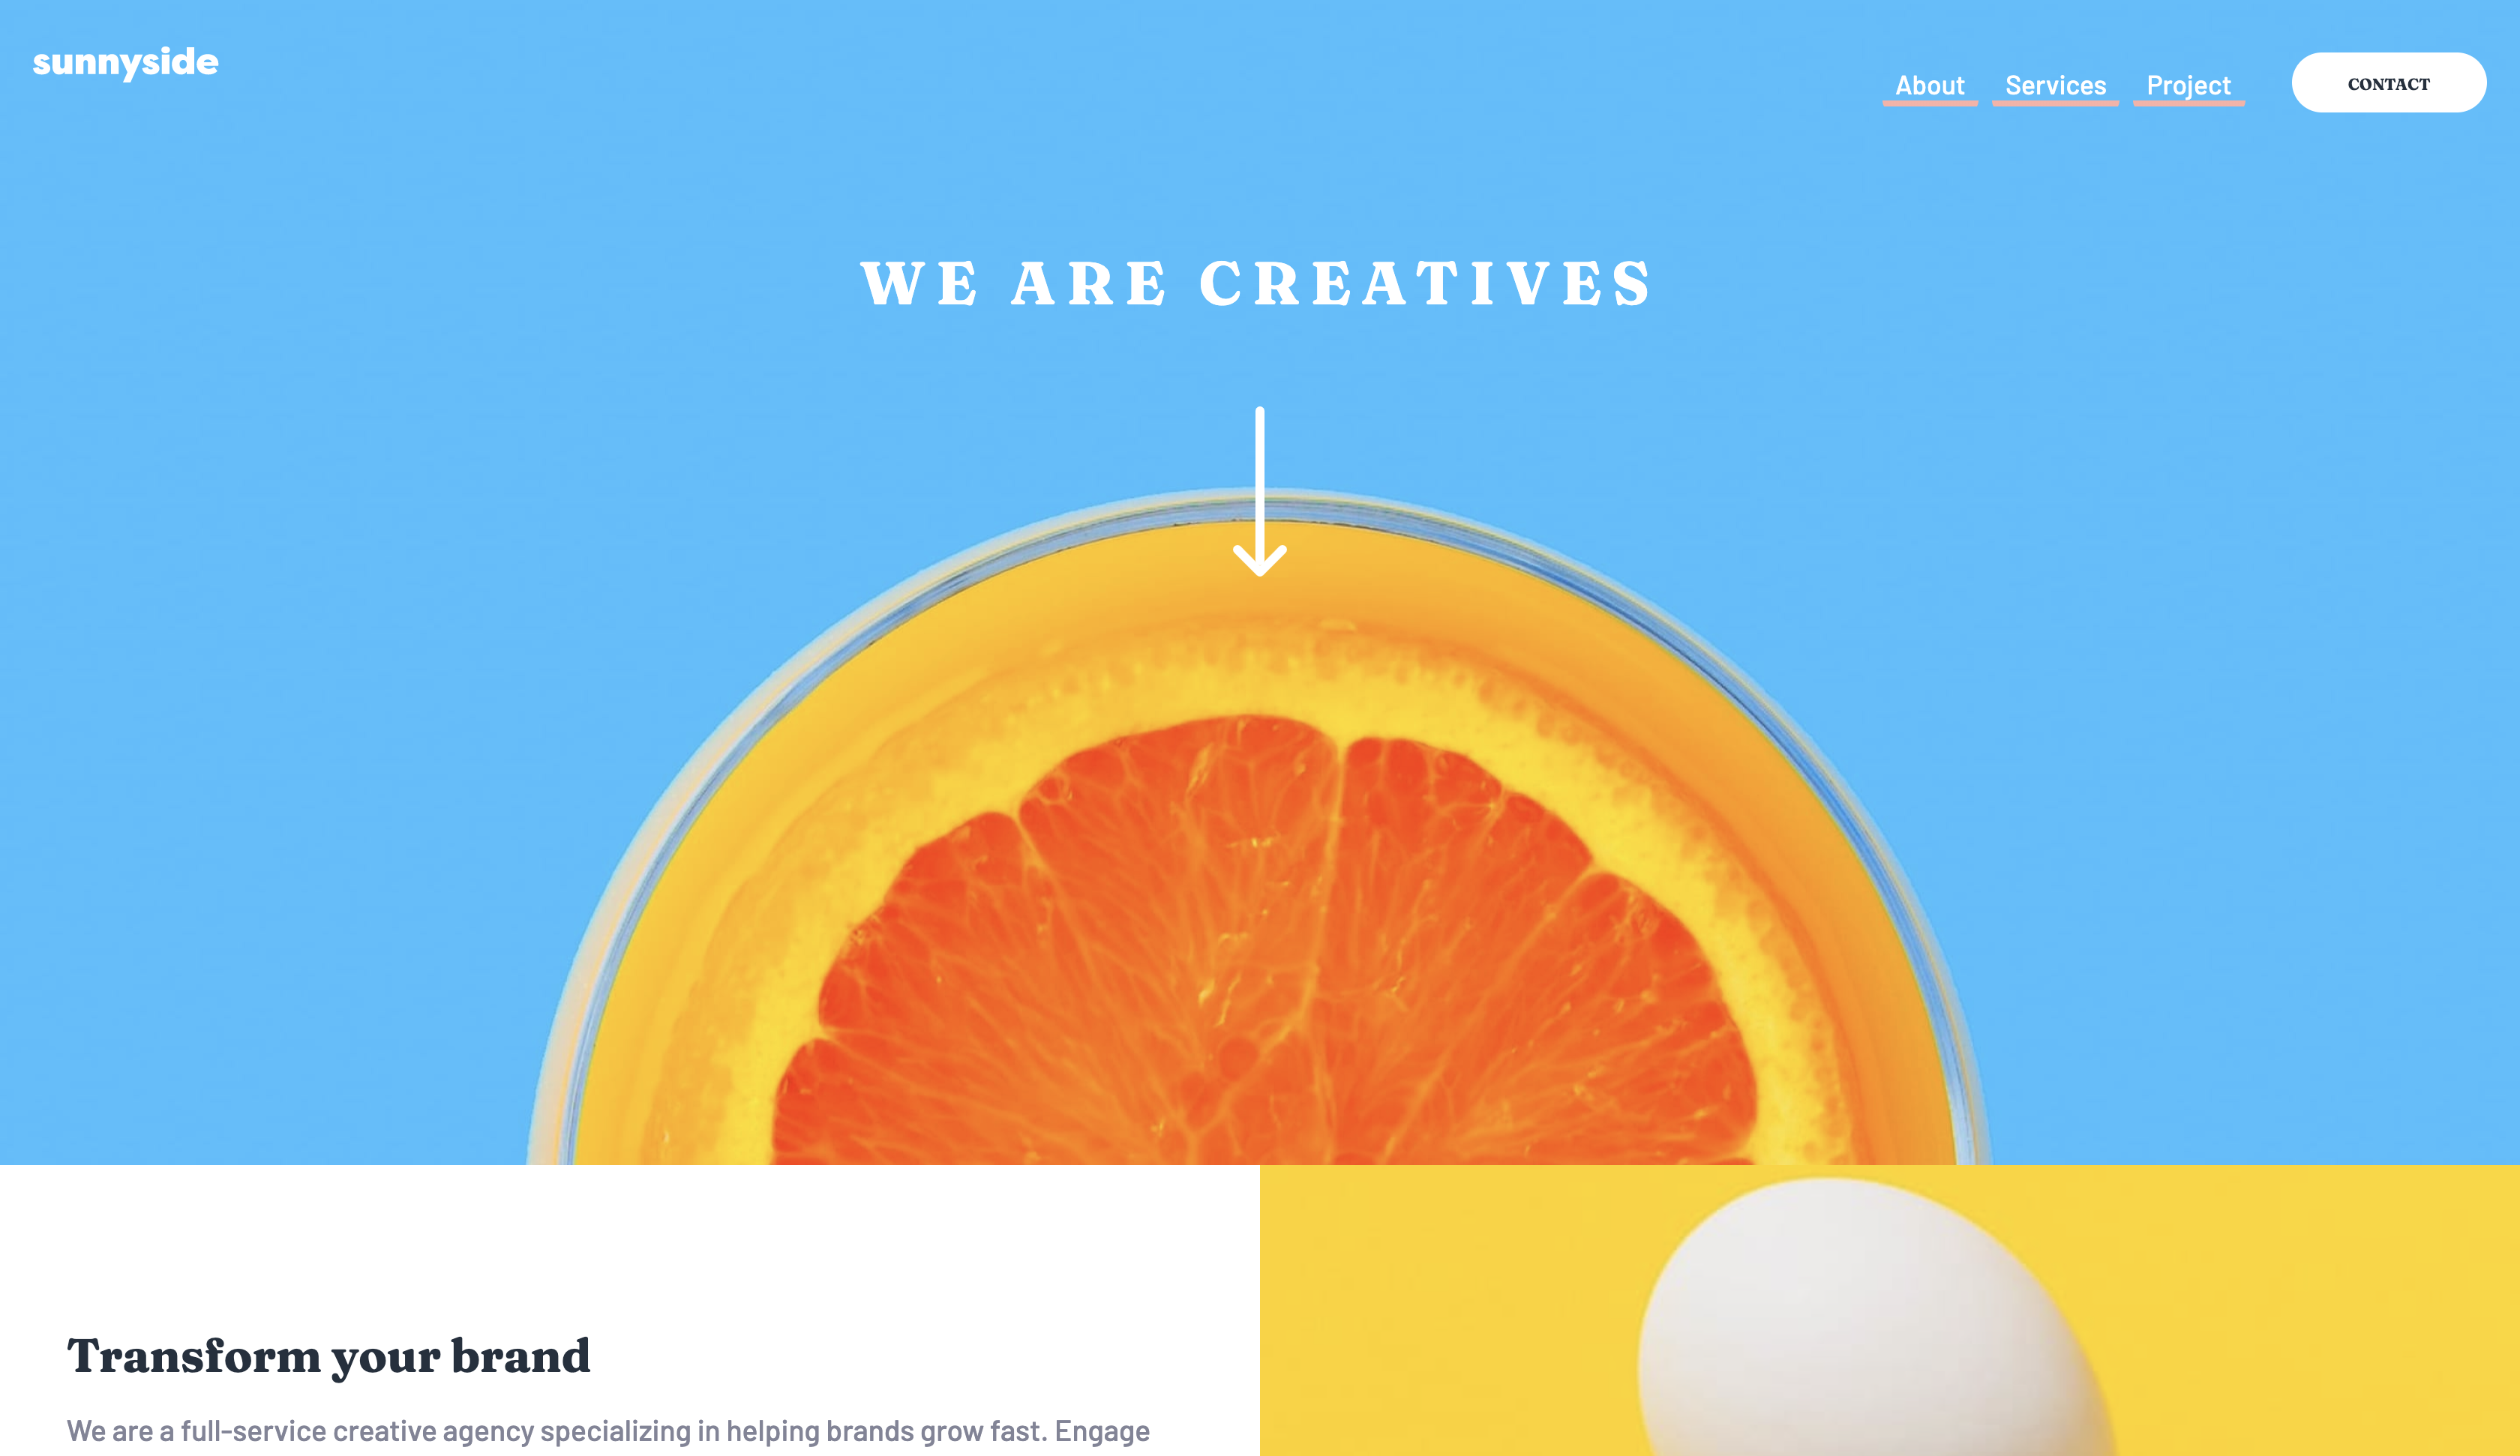 sunnyside
About Services Project CONTACT
WE ARE CREATIVES
Transform your brand
We are a full-service creative agency specializing in helping brands grow fast. Engage